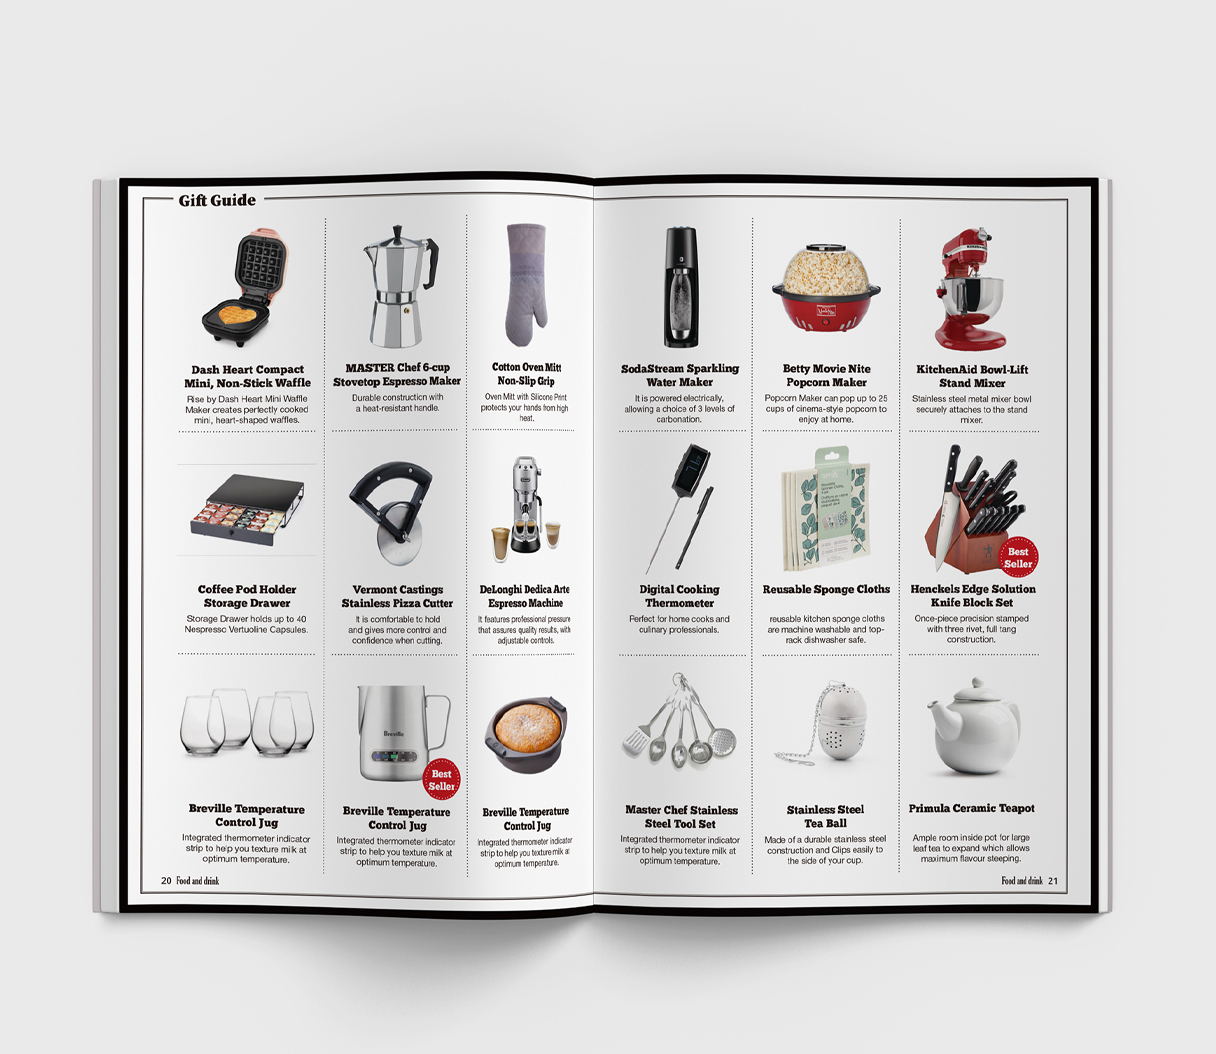 Gift Guide
Dash Heart Compact
Mini, Non-Stick Waffle
Rise by Dash Heart Mini Waffle
Maker creates perfectly cooked
mini, heart-shaped waffles.
MASTER Chef 6-cup
Stovetop Espresso Maker
Durable construction with
a heat-resistant handle.
Cotton Oven Mitt
Non-Slip Grip
Oven Mitt with Silicone Print
protects your hands from high
heat.
SodaStream Sparkling
Water Maker
It is powered electrically,
allowing a choice of 3 levels of
carbonation.
Betty Movie Nite
Popcorn Maker
Popcorn Maker can pop up to 25
cups of cinema-style popcorn to
enjoy at home.
KitchenAid Bowl-Lift
Stand Mixer
Stainless steel metal mixer bowl
securely attaches to the stand
mixer.
Coffee Pod Holder
Storage Drawer
Storage Drawer holds up to 40
Nespresso Vertuoline Capsules.
Vermont Castings
Stainless Pizza Cutter
It is comfortable to hold
and gives more control and
confidence when cutting.
DeLonghi Dedica Arte
Espresso Machine
It features professional pressure
that assures quality results, with
adjustable controls.
Digital Cooking
Thermometer
Perfect for home cooks and
culinary professionals.
Reusable Sponge Cloths
reusable kitchen sponge cloths
are machine washable and top-
rack dishwasher safe.
Best
Seller
Henckels Edge Solution
Knife Block Set
Once-piece precision stamped
with three rivet, full tang
construction.
Breville Temperature
Control Jug
Integrated thermometer indicator
strip to help you texture milk at
optimum temperature.
Breville
Best
Seller
Breville Temperature
Control Jug
Integrated thermometer indicator
strip to help you texture milk at
optimum temperature.
Breville Temperature
Control Jug
Integrated thermometer indicator
strip to help you texture milk at
optimum temperature.
Master Chef Stainless
Steel Tool Set
Integrated thermometer indicator
strip to help you texture milk at
optimum temperature.
Stainless Steel
Tea Ball
Made of a durable stainless steel
construction and Clips easily to
the side of your cup.
Primula Ceramic Teapot
Ample room inside pot for large
leaf tea to expand which allows
maximum flavour steeping.
20 Food and drink
Food and drink 21